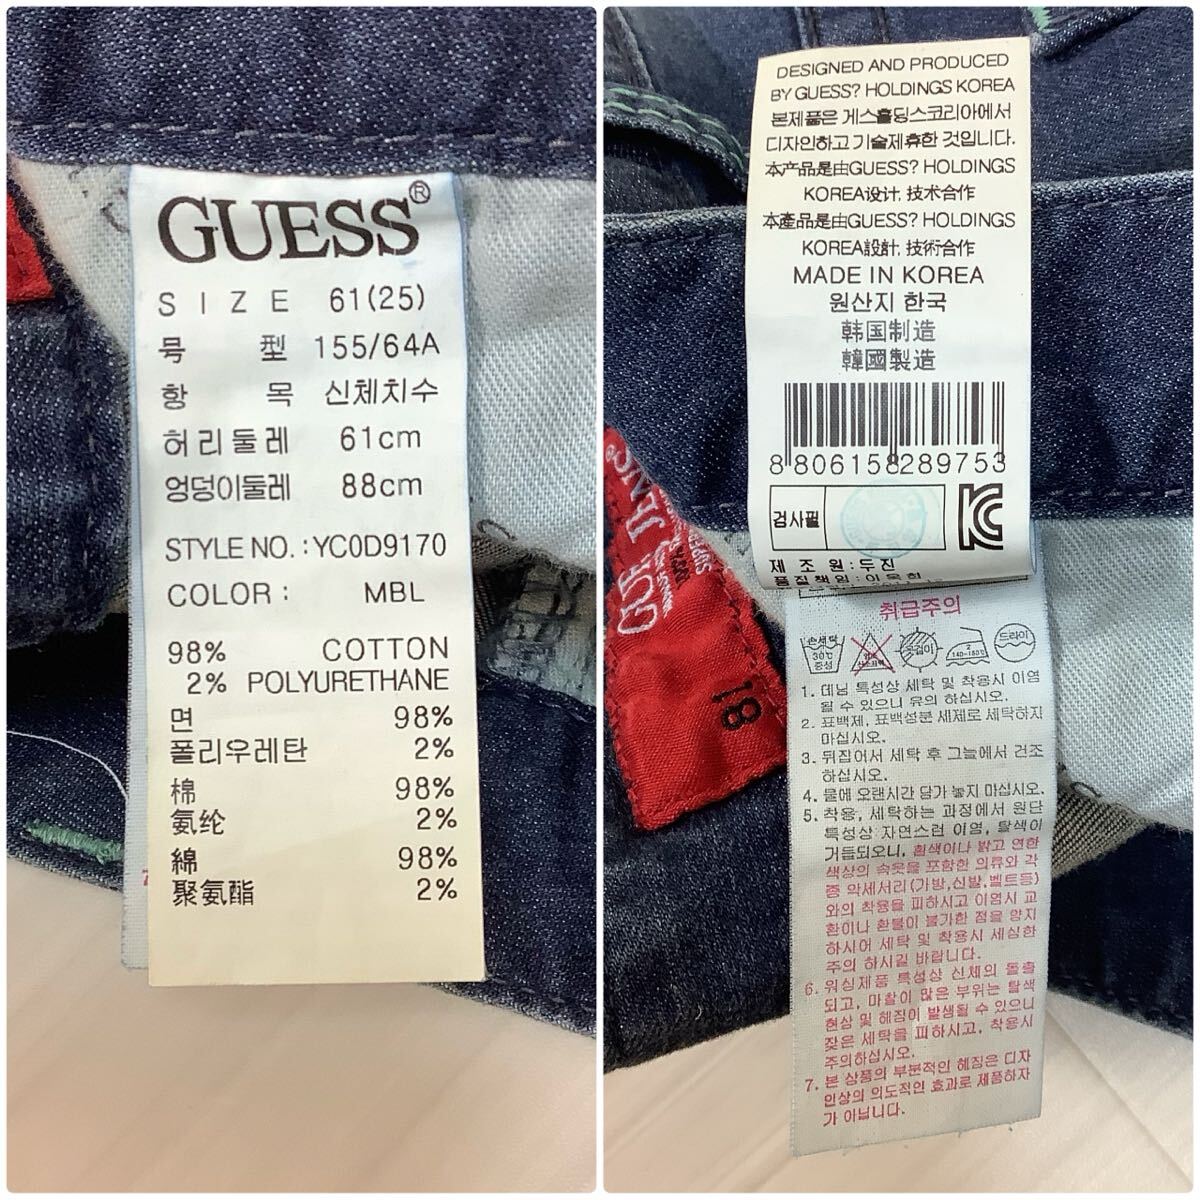 GUESS®
SIZE 61(25)
号 型 155/64A
항 목 신체치수
허리둘레 61cm
엉덩이둘레 88cm
STYLE NO.:YC0D9170
COLOR: MBL
98% COTTON
2% POLYURETHANE
면 98%
폴리우레탄 2%
棉 98%
氨纶 2%
綿 98%
聚氨酯 2%
DESIGNED AND PRODUCED
BY GUESS? HOLDINGS KOREA
본제품은 게스홀딩스코리아에서
디자인하고 기술제휴한 것입니다.
本产品是由GUESS? HOLDINGS
KOREA设计, 技术合作
本產品是由GUESS? HOLDINGS
KOREA設計, 技術合作
MADE IN KOREA
원산지 한국
韩国制造
韓國製造
8 806158 289753
검사필
제 조 원:두진
품질책임:
취급주의
손세탁
30℃
중성
옷걸이
2
140-160℃
드라이
1. 데님 특성상 세탁 및 착용시 이염
될 수 있으니 유의 하십시오.
2. 표백제, 표백성분 세제로 세탁하지
마십시오.
3. 뒤집어서 세탁 후 그늘에서 건조
하십시오.
4. 물에 오랜시간 담가 놓지 마십시오.
5. 착용, 세탁하는 과정에서 원단
특성상 자연스런 이염, 탈색이
거듭되오니, 흰색이나 밝고 연한
색상의 속옷을 포함한 의류와 각
종 악세서리(가방,신발,벨트등)
와의 착용을 피하시고 이염시 교
환이나 환불이 불가한 점을 양지
하시어 세탁 및 착용시 세심한
주의 하시길 바랍니다.
6. 워싱제품 특성상 신체의 돌출
되고, 마찰이 많은 부위는 탈색
현상 및 헤짐이 발생될 수 있으니
잦은 세탁을 피하시고, 착용시
주의하십시오.
7. 본 상품의 부분적인 헤짐은 디자
인상의 의도적인 효과로 제품하자
가 아닙니다.
18